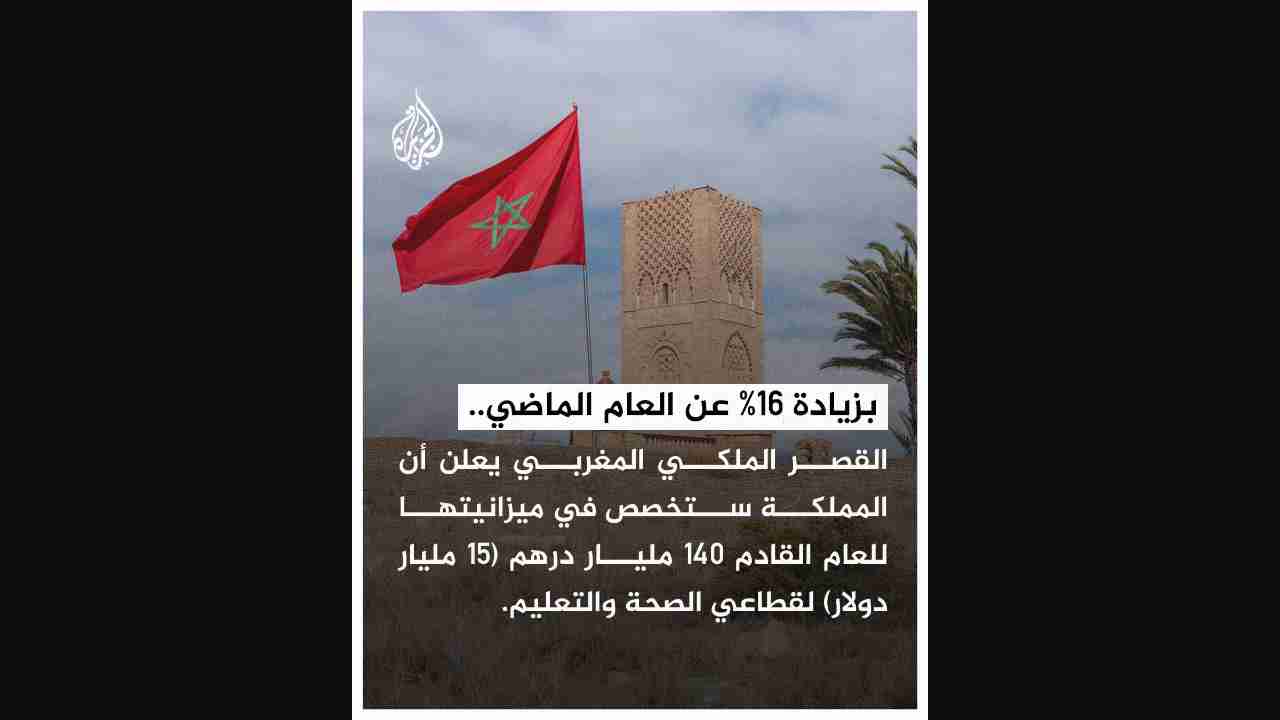 الجزيرة
بزيادة 16% عن العام الماضي..
القصر الملكي المغربي يعلن أن
المملكة ستخصص في ميزانيتها
للعام القادم 140 مليار درهم (15 مليار
دولار) لقطاعي الصحة والتعليم.